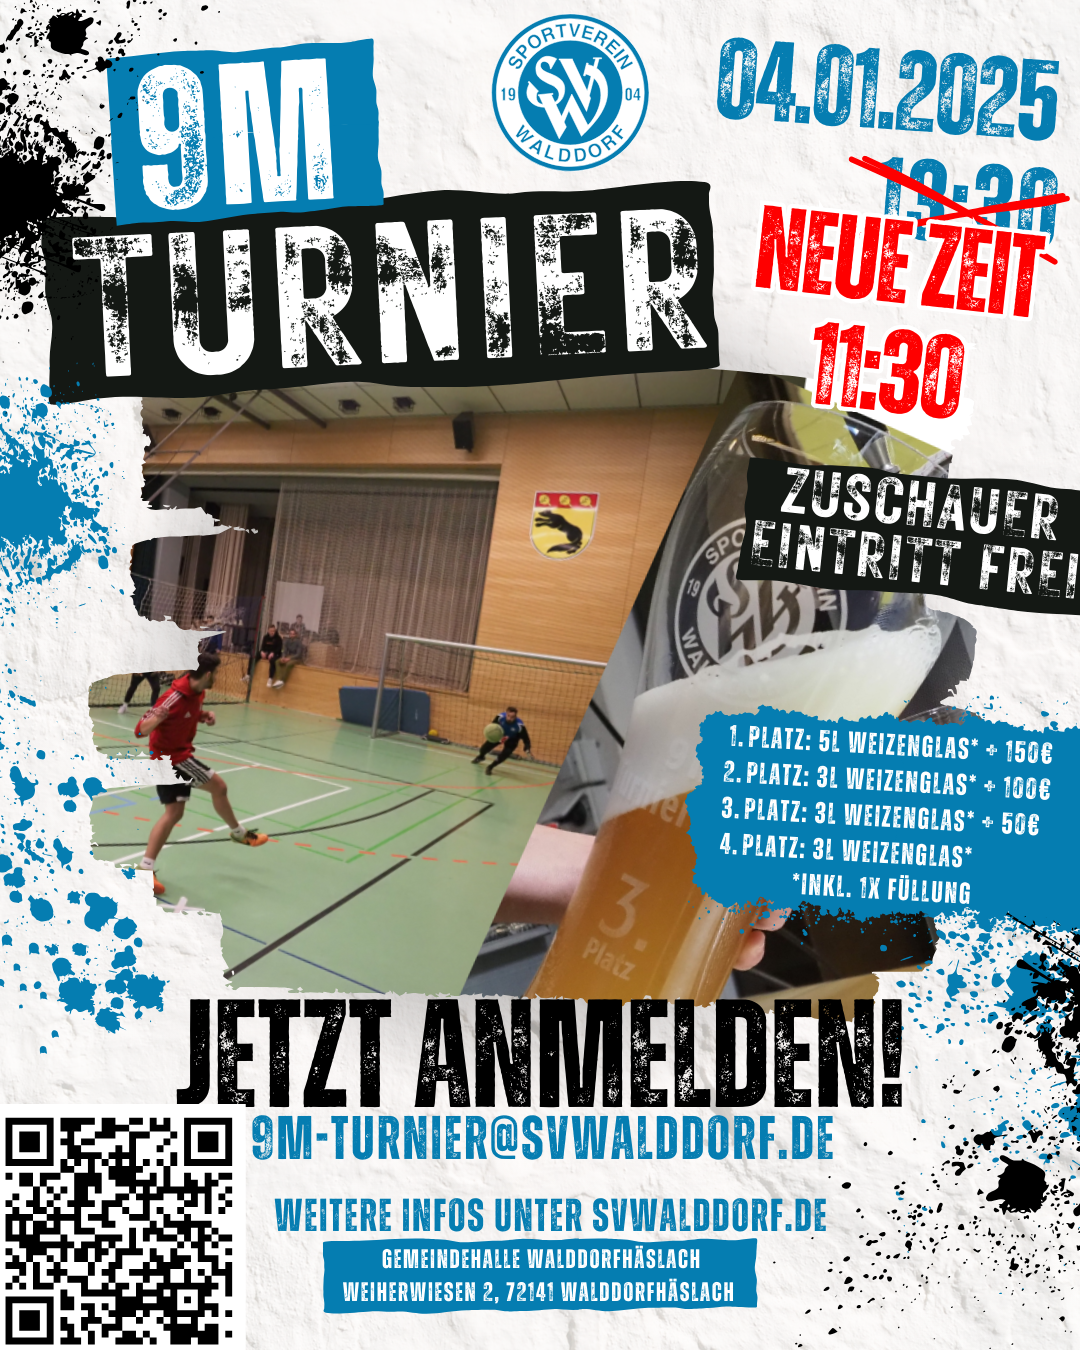 9M
TURNIER
SPORTVEREIN
19 04
SVW
WALDDORF
04.01.2025
13:30
NEUE ZEIT
11:30
ZUSCHAUER
EINTRITT FREI
19
3.
Platz
1. PLATZ: 5L WEIZENGLAS* + 150€
2. PLATZ: 3L WEIZENGLAS* + 100€
3. PLATZ: 3L WEIZENGLAS* + 50€
4. PLATZ: 3L WEIZENGLAS*
*INKL. 1X FÜLLUNG
JETZT ANMELDEN!
9M-TURNIER@SVWALDDORF.DE
WEITERE INFOS UNTER SVWALDDORF.DE
GEMEINDEHALLE WALDDORFHÄSLACH
WEIHERWIESEN 2, 72141 WALDDORFHÄSLACH